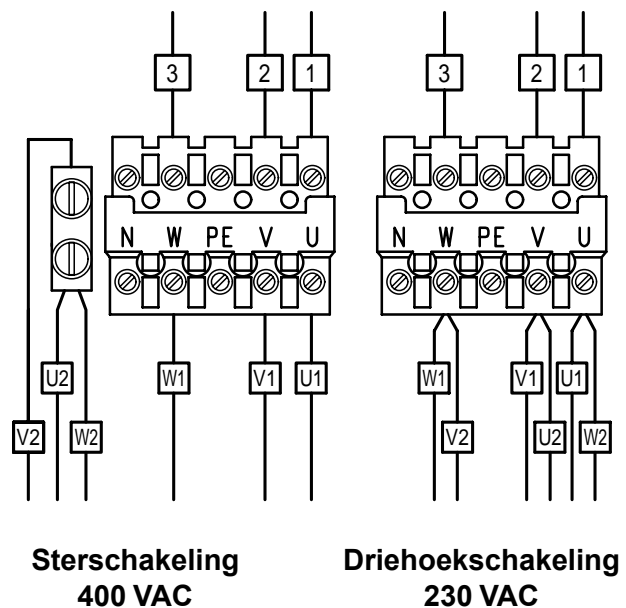 3 2 1 3 2 1
N W PE V U N W PE V U
U2 W1 V1 U1 W1 V1 U1
V2 W2 V2 U2 W2
Sterschakeling Driehoekschakeling
400 VAC 230 VAC